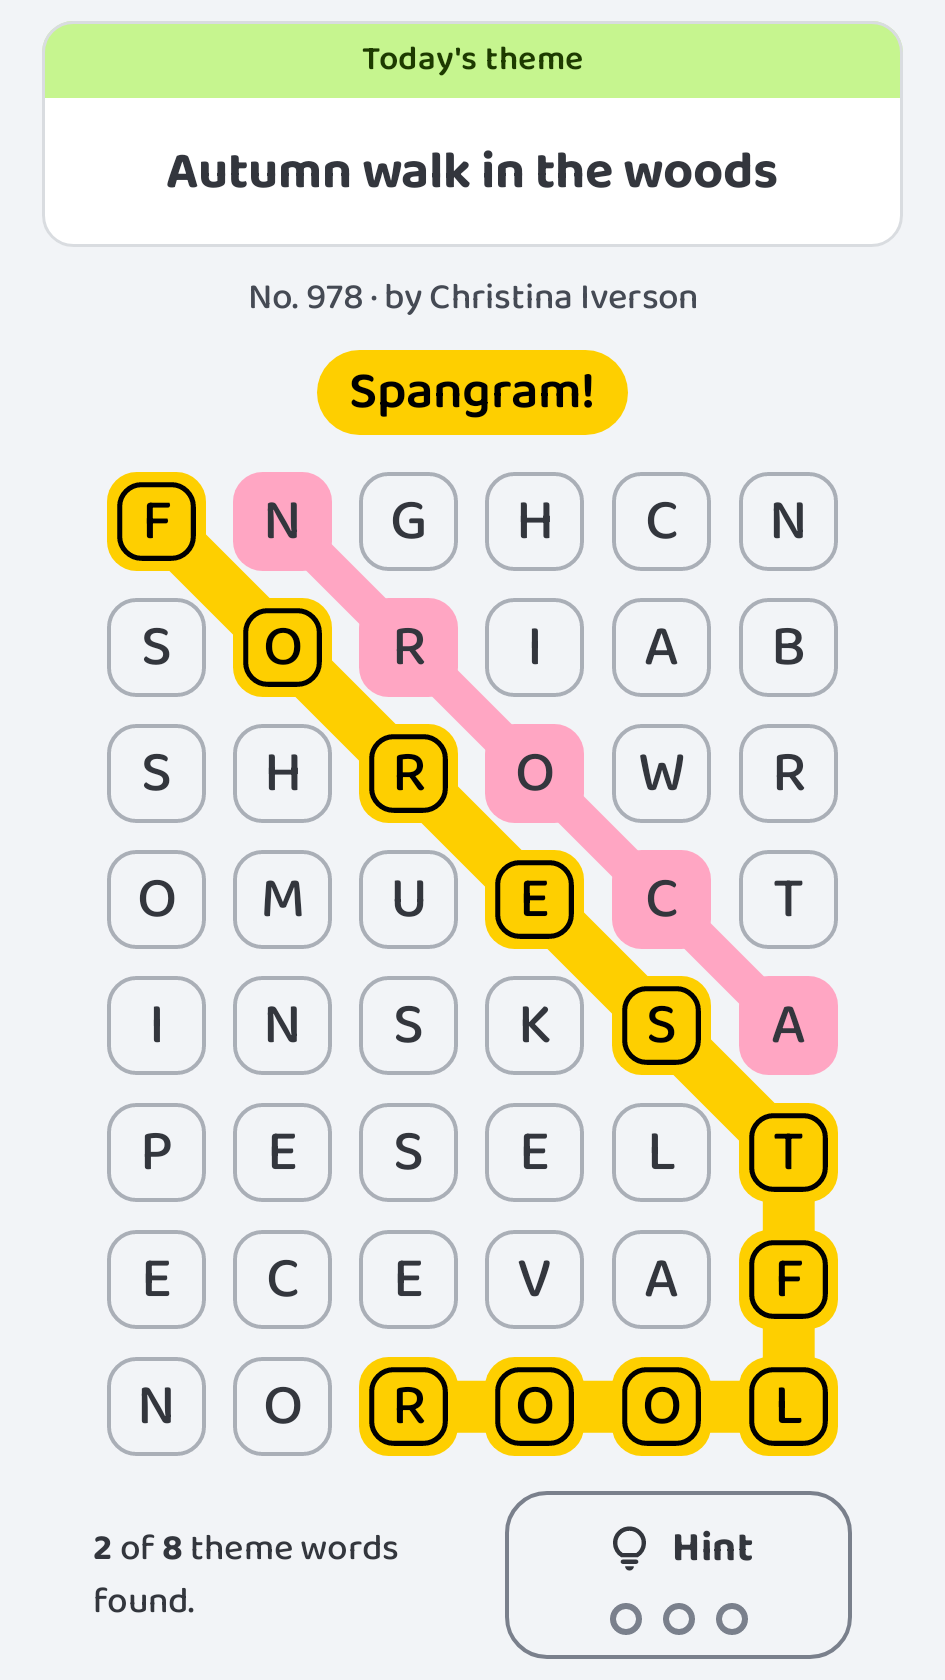 Today's theme
Autumn walk in the woods
No. 978 · by Christina Iverson
Spangram!
F N G H C N
S O R I A B
S H R O W R
O M U E C T
I N S K S A
P E S E L T
E C E V A F
N O R O O L
2 of 8 theme words
found.
Hint